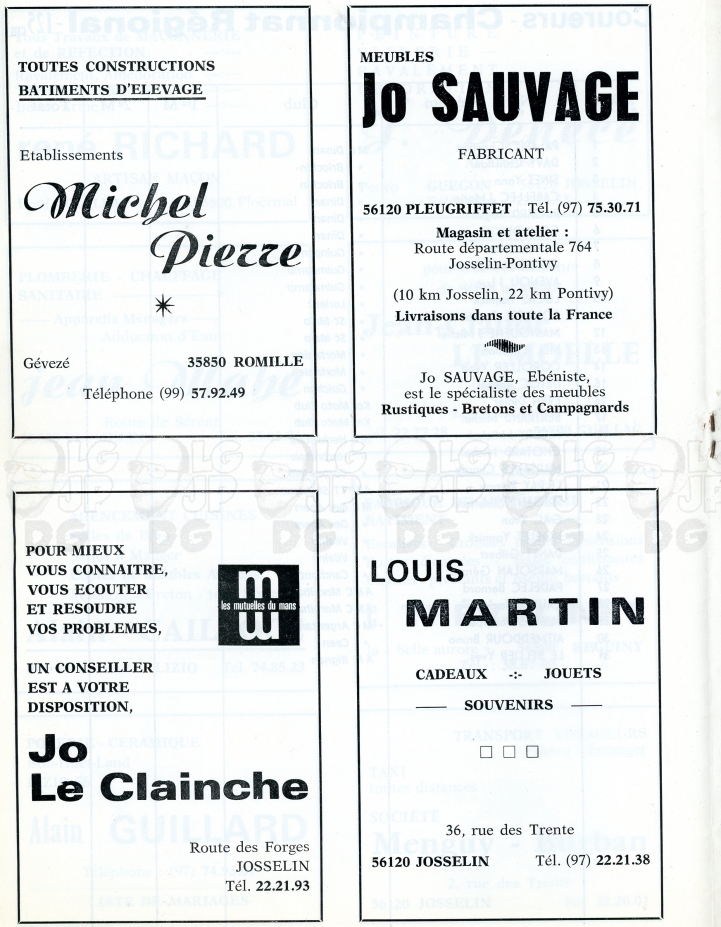 TOUTES CONSTRUCTIONS
BATIMENTS D'ELEVAGE
Etablissements
Michel
Pierre
Gévezé 35850 ROMILLE
Téléphone (99) 57.92.49
MEUBLES
Jo SAUVAGE
FABRICANT
56120 PLEUGRIFFET Tél. (97) 75.30.71
Magasin et atelier :
Route départementale 764
Josselin-Pontivy
(10 km Josselin, 22 km Pontivy)
Livraisons dans toute la France
Jo SAUVAGE, Ebéniste,
est le spécialiste des meubles
Rustiques - Bretons et Campagnards
POUR MIEUX
VOUS CONNAITRE,
VOUS ECOUTER
ET RESOUDRE
VOS PROBLEMES,
m
les mutuelles du mans
m
UN CONSEILLER
EST A VOTRE
DISPOSITION,
Jo
Le Clainche
Route des Forges
JOSSELIN
Tél. 22.21.93
LOUIS
MARTIN
CADEAUX -:- JOUETS
SOUVENIRS
36, rue des Trente
56120 JOSSELIN Tél. (97) 22.21.38
LG JP DG